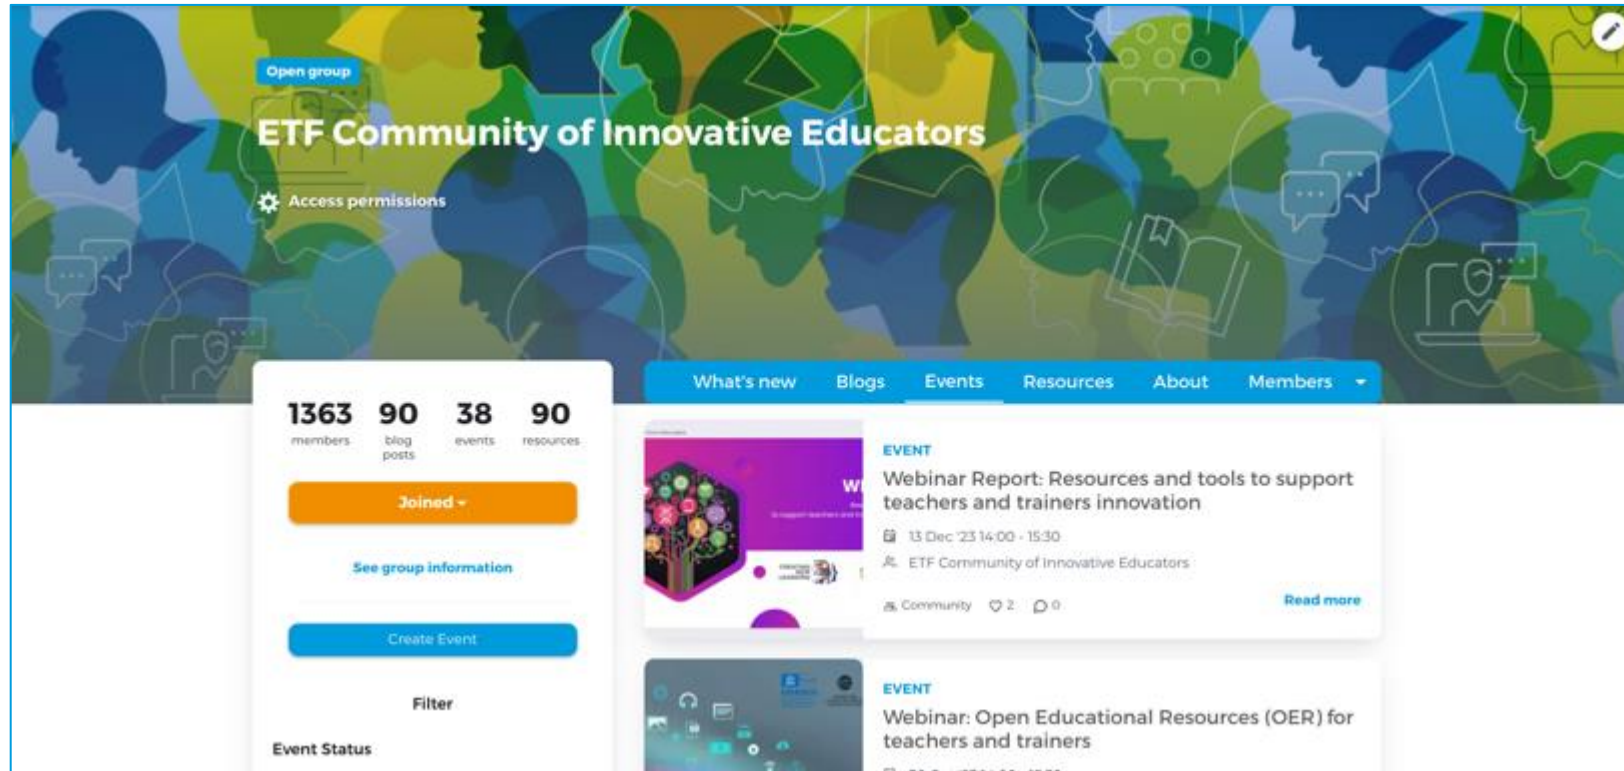 Open group
ETF Community of Innovative Educators
Access permissions
What's new Blogs Events Resources About Members
1363 90 38 90
members blog posts events resources
Joined
See group information
Create Event
Filter
Event Status
EVENT
Webinar Report: Resources and tools to support
teachers and trainers innovation
13 Dec '23 14:00 - 15:30
ETF Community of Innovative Educators
Community 2 0
Read more
EVENT
Webinar: Open Educational Resources (OER) for
teachers and trainers